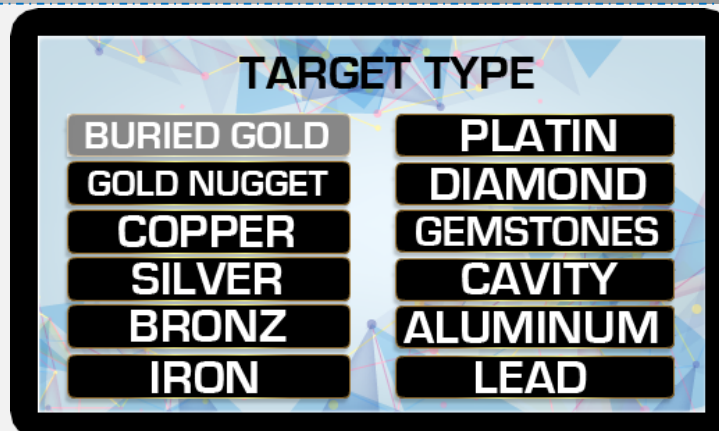 TARGET TYPE
BURIED GOLD
GOLD NUGGET
COPPER
SILVER
BRONZ
IRON
PLATIN
DIAMOND
GEMSTONES
CAVITY
ALUMINUM
LEAD